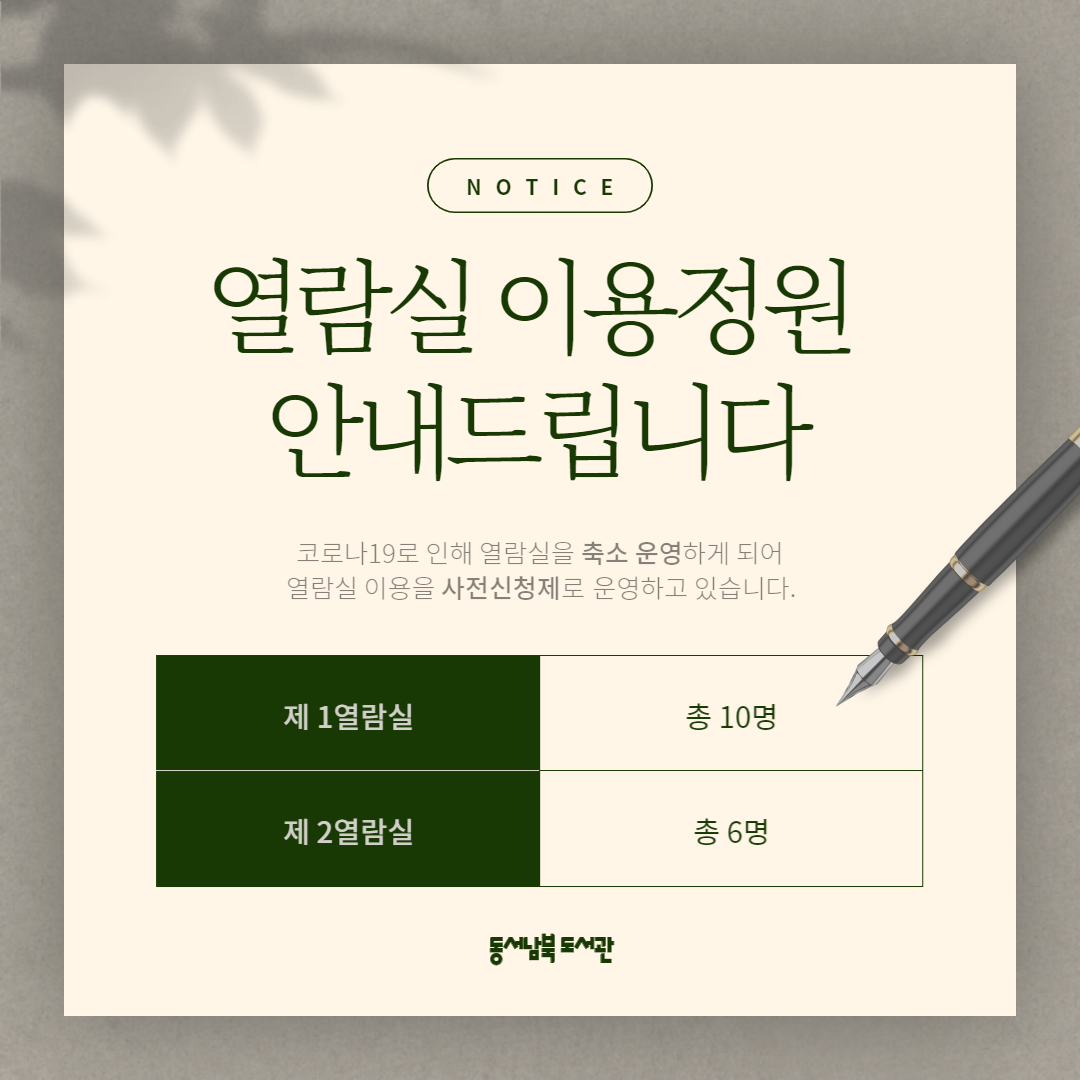 NOTICE
열람실 이용정원
안내드립니다
코로나19로 인해 열람실을 축소 운영하게 되어
열람실 이용을 사전신청제로 운영하고 있습니다.
제 1열람실
총 10명
제 2열람실
총 6명
동서남북 도서관